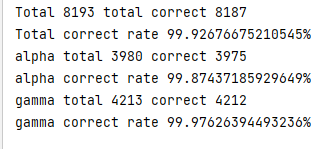 Total 8193 total correct 8187
Total correct rate 99.92676675210545%
alpha total 3980 correct 3975
alpha correct rate 99.87437185929649%
gamma total 4213 correct 4212
gamma correct rate 99.97626394493236%